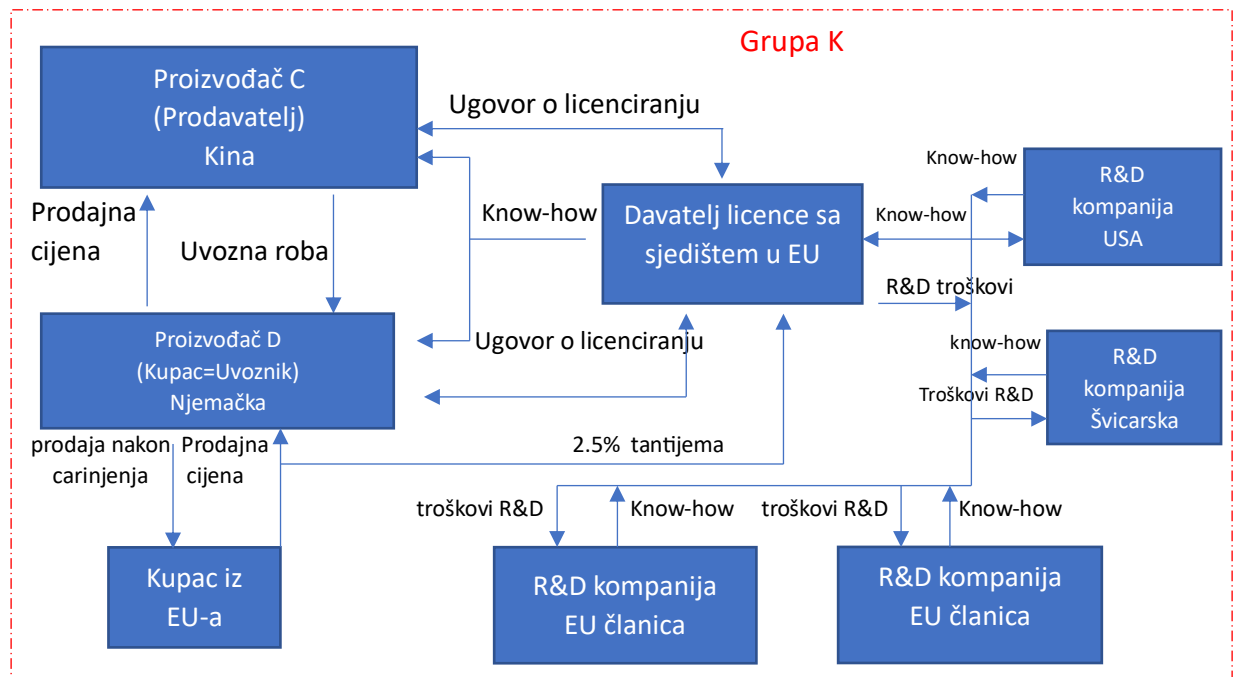 Grupa K
Proizvođač C
(Prodavatelj)
Kina
Ugovor o licenciranju
Know-how
R&D
kompanija
USA
Prodajna
cijena
Uvozna roba
Know-how
Davatelj licence sa
sjedištem u EU
Know-how
R&D troškovi
Proizvođač D
(Kupac=Uvoznik)
Njemačka
Ugovor o licenciranju
know-how
Troškovi R&D
R&D
kompanija
Švicarska
prodaja nakon
carinjenja
Prodajna
cijena
2.5% tantijema
troškovi R&D
Know-how
troškovi R&D
Know-how
Kupac iz
EU-a
R&D kompanija
EU članica
R&D kompanija
EU članica